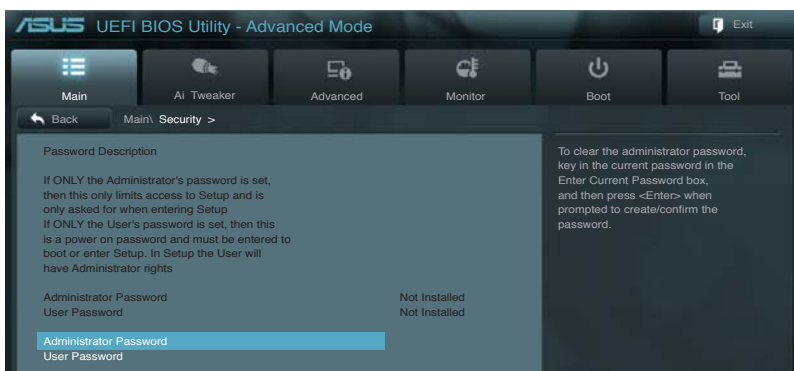 ASUS UEFI BIOS Utility - Advanced Mode
Exit
Main
Ai Tweaker
Advanced
Monitor
Boot
Tool
Back
Main\ Security >
Password Description
If ONLY the Administrator's password is set,
then this only limits access to Setup and is
only asked for when entering Setup
If ONLY the User's password is set, then this
is a power on password and must be entered to
boot or enter Setup. In Setup the User will
have Administrator rights
Administrator Password Not Installed
User Password Not Installed
Administrator Password
User Password
To clear the administrator password,
key in the current password in the
Enter Current Password box,
and then press <Enter> when
prompted to create/confirm the
password.